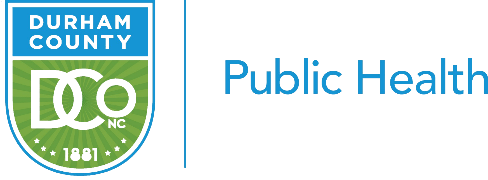 DURHAM
COUNTY
DCo
NC
1881
Public Health